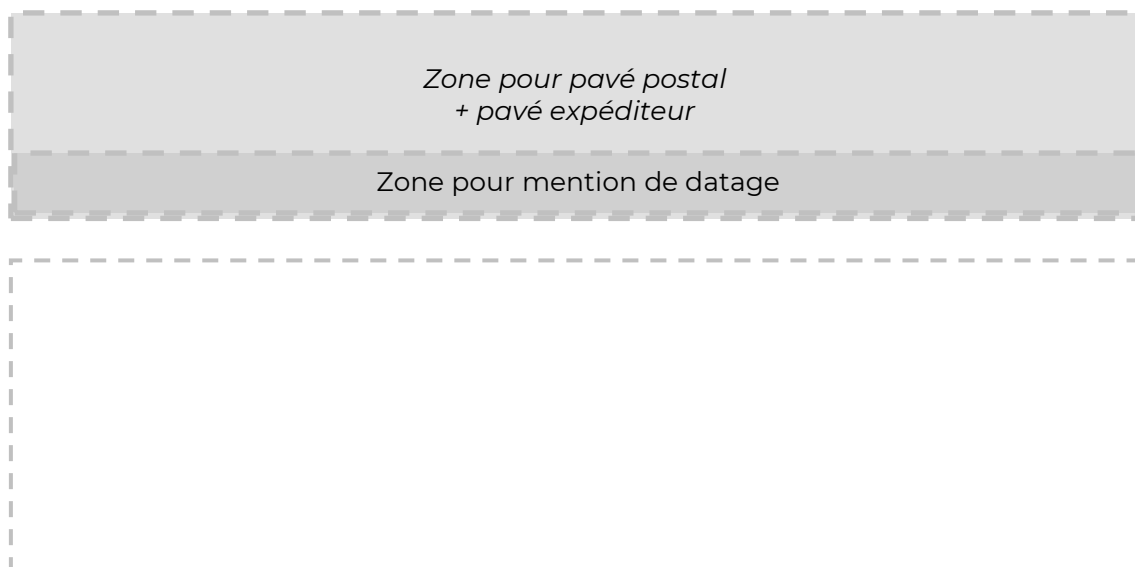 Zone pour pavé postal
+ pavé expéditeur
Zone pour mention de datage